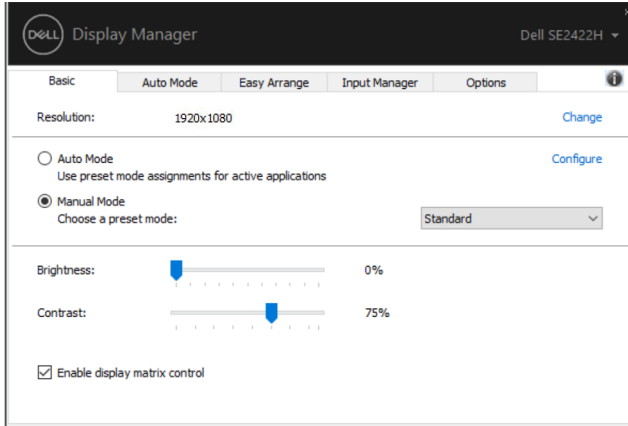 DELL Display Manager Dell SE2422H
Basic Auto Mode Easy Arrange Input Manager Options
Resolution: 1920x1080 Change
Auto Mode Configure
Use preset mode assignments for active applications
Manual Mode
Choose a preset mode: Standard
Brightness: 0%
Contrast: 75%
Enable display matrix control